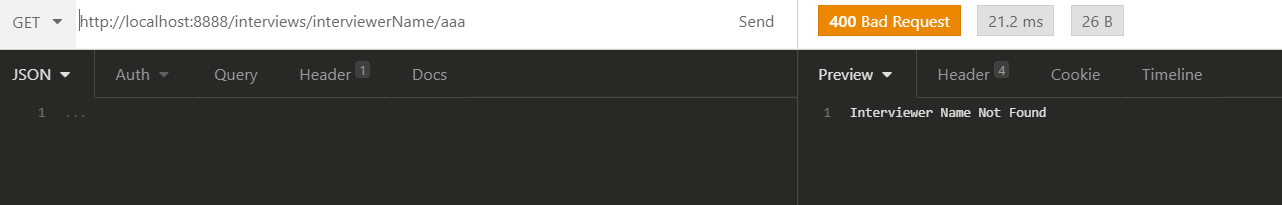 GET http://localhost:8888/interviews/interviewerName/aaa Send 400 Bad Request 21.2 ms 26 B
JSON Auth Query Header 1 Docs Preview Header 4 Cookie Timeline
1 ... 1 Interviewer Name Not Found